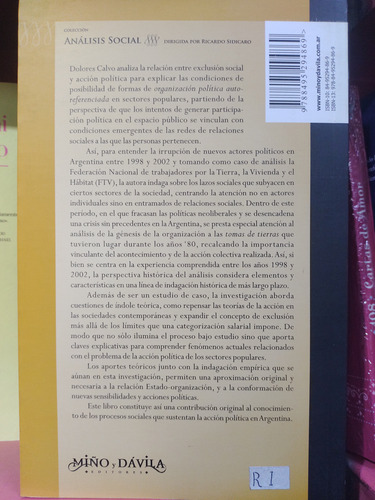 COLECCIÓN
ANÁLISIS SOCIAL
DIRIGIDA POR RICARDO SIDICARO
Dolores Calvo analiza la relación entre exclusión social
y acción política para explicar las condiciones de
posibilidad de formas de organización política auto-
referenciada en sectores populares, partiendo de la
perspectiva de que los intentos de generar participa-
ción política en el espacio público se vinculan con
condiciones emergentes de las redes de relaciones
sociales a las que las personas pertenecen.
Así, para entender la irrupción de nuevos actores políticos en
Argentina entre 1998 y 2002 y tomando como caso de análisis la
Federación Nacional de trabajadores por la Tierra, la Vivienda y el
Hábitat (FTV), la autora indaga sobre los lazos sociales que subyacen en
ciertos sectores de la sociedad, centrando la atención no en actores
individuales sino en entramados de relaciones sociales. Dentro de este
período, en el que fracasan las políticas neoliberales y se desencadena
una crisis sin precedentes en la Argentina, se presta especial atención al
análisis de la génesis de la organización a las tomas de tierras que
tuvieron lugar durante los años '80, recalcando la importancia
vinculante del acontecimiento y de la acción colectiva realizada. Así, si
bien se centra en la experiencia comprendida entre los años 1998 y
2002, la perspectiva histórica del análisis considera elementos y
características en una línea de indagación histórica de más largo plazo.
Además de ser un estudio de caso, la investigación aborda
cuestiones de índole teórica, como repensar las teorías de la acción en
las sociedades contemporáneas y expandir el concepto de exclusión
más allá de los límites que una categorización salarial impone. De
modo que no sólo ilumina el proceso bajo estudio sino que aporta
claves explicativas para comprender fenómenos actuales relacionados
con el problema de la acción política de los sectores populares.
Los aportes teóricos junto con la indagación empírica que se
aúnan en esta investigación, permiten una aproximación original y
necesaria a la relación Estado-organización, y a la conformación de
nuevas sensibilidades y acciones políticas.
Este libro constituye así una contribución original al conocimiento
de los procesos sociales que sustentan la acción política en Argentina.
MIÑO Y DÁVILA
EDITORES
R I
9 788495 294869
www.minoydavila.com.ar